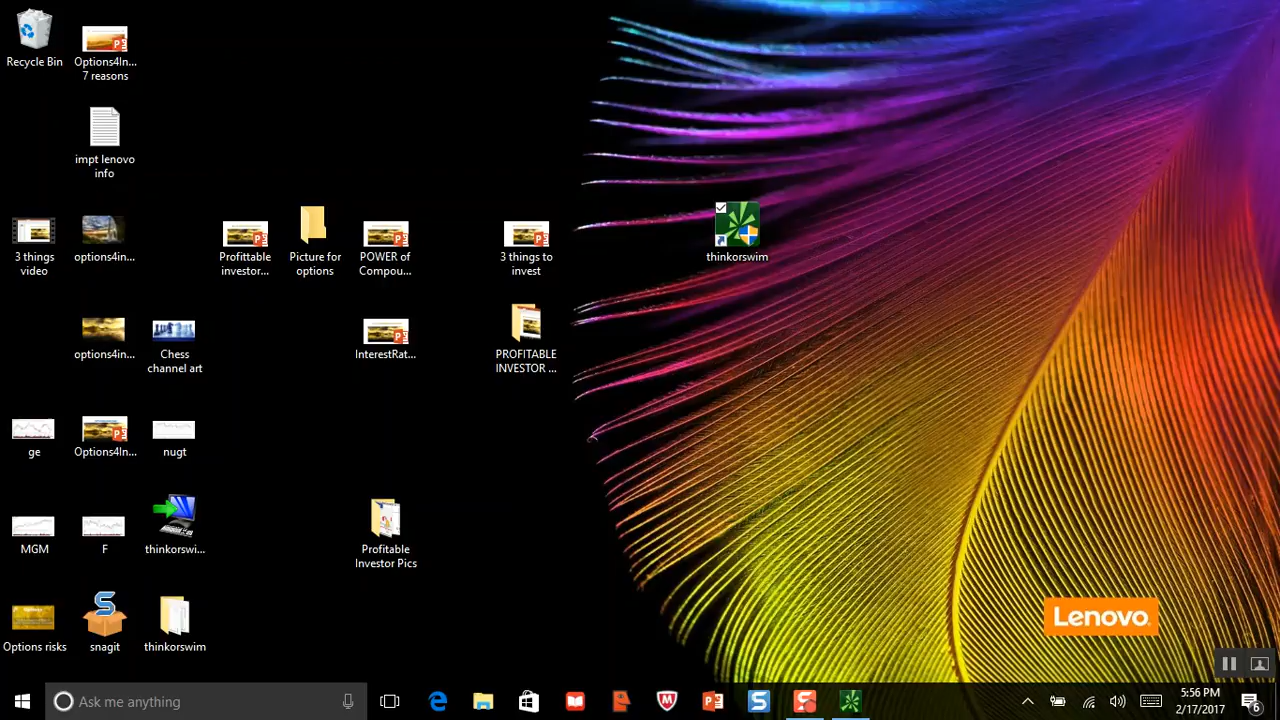 Recycle Bin
Options4In...
7 reasons
impt lenovo
info
3 things
video
options4in...
Profittable
investor...
Picture for
options
POWER of
Compou...
3 things to
invest
thinkorswim
options4in...
Chess
channel art
InterestRat...
PROFITABLE
INVESTOR ...
ge
Options4In...
nugt
MGM
F
thinkorswi...
Profitable
Investor Pics
Options risks
snagit
thinkorswim
Lenovo
Ask me anything
5:56 PM
2/17/2017
6